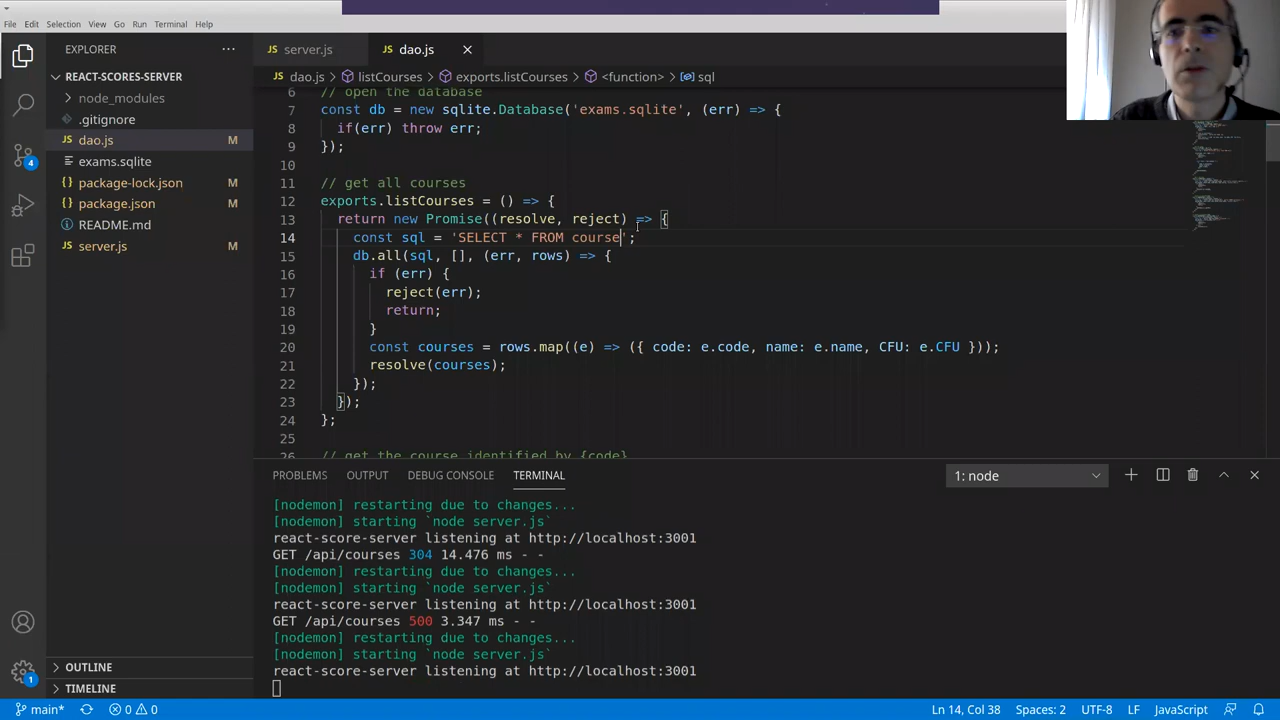 File Edit Selection View Go Run Terminal Help
EXPLORER
REACT-SCORES-SERVER
node_modules
.gitignore
dao.js M
exams.sqlite
package-lock.json M
package.json M
README.md
server.js M
OUTLINE
TIMELINE
server.js
dao.js
dao.js > listCourses > exports.listCourses > <function> > sql
6 // open the database
7 const db = new sqlite.Database('exams.sqlite', (err) => {
8 if(err) throw err;
9 });
10
11 // get all courses
12 exports.listCourses = () => {
13 return new Promise((resolve, reject) => {
14 const sql = 'SELECT * FROM course';
15 db.all(sql, [], (err, rows) => {
16 if (err) {
17 reject(err);
18 return;
19 }
20 const courses = rows.map((e) => ({ code: e.code, name: e.name, CFU: e.CFU }));
21 resolve(courses);
22 });
23 });
24 };
25
26 // get the course identified by {code}
PROBLEMS OUTPUT DEBUG CONSOLE TERMINAL 1: node
[nodemon] restarting due to changes...
[nodemon] starting `node server.js`
react-score-server listening at http://localhost:3001
GET /api/courses 304 14.476 ms - -
[nodemon] restarting due to changes...
[nodemon] starting `node server.js`
react-score-server listening at http://localhost:3001
GET /api/courses 500 3.347 ms - -
[nodemon] restarting due to changes...
[nodemon] starting `node server.js`
react-score-server listening at http://localhost:3001
4
1
main* 0 0 Ln 14, Col 38 Spaces: 2 UTF-8 LF JavaScript